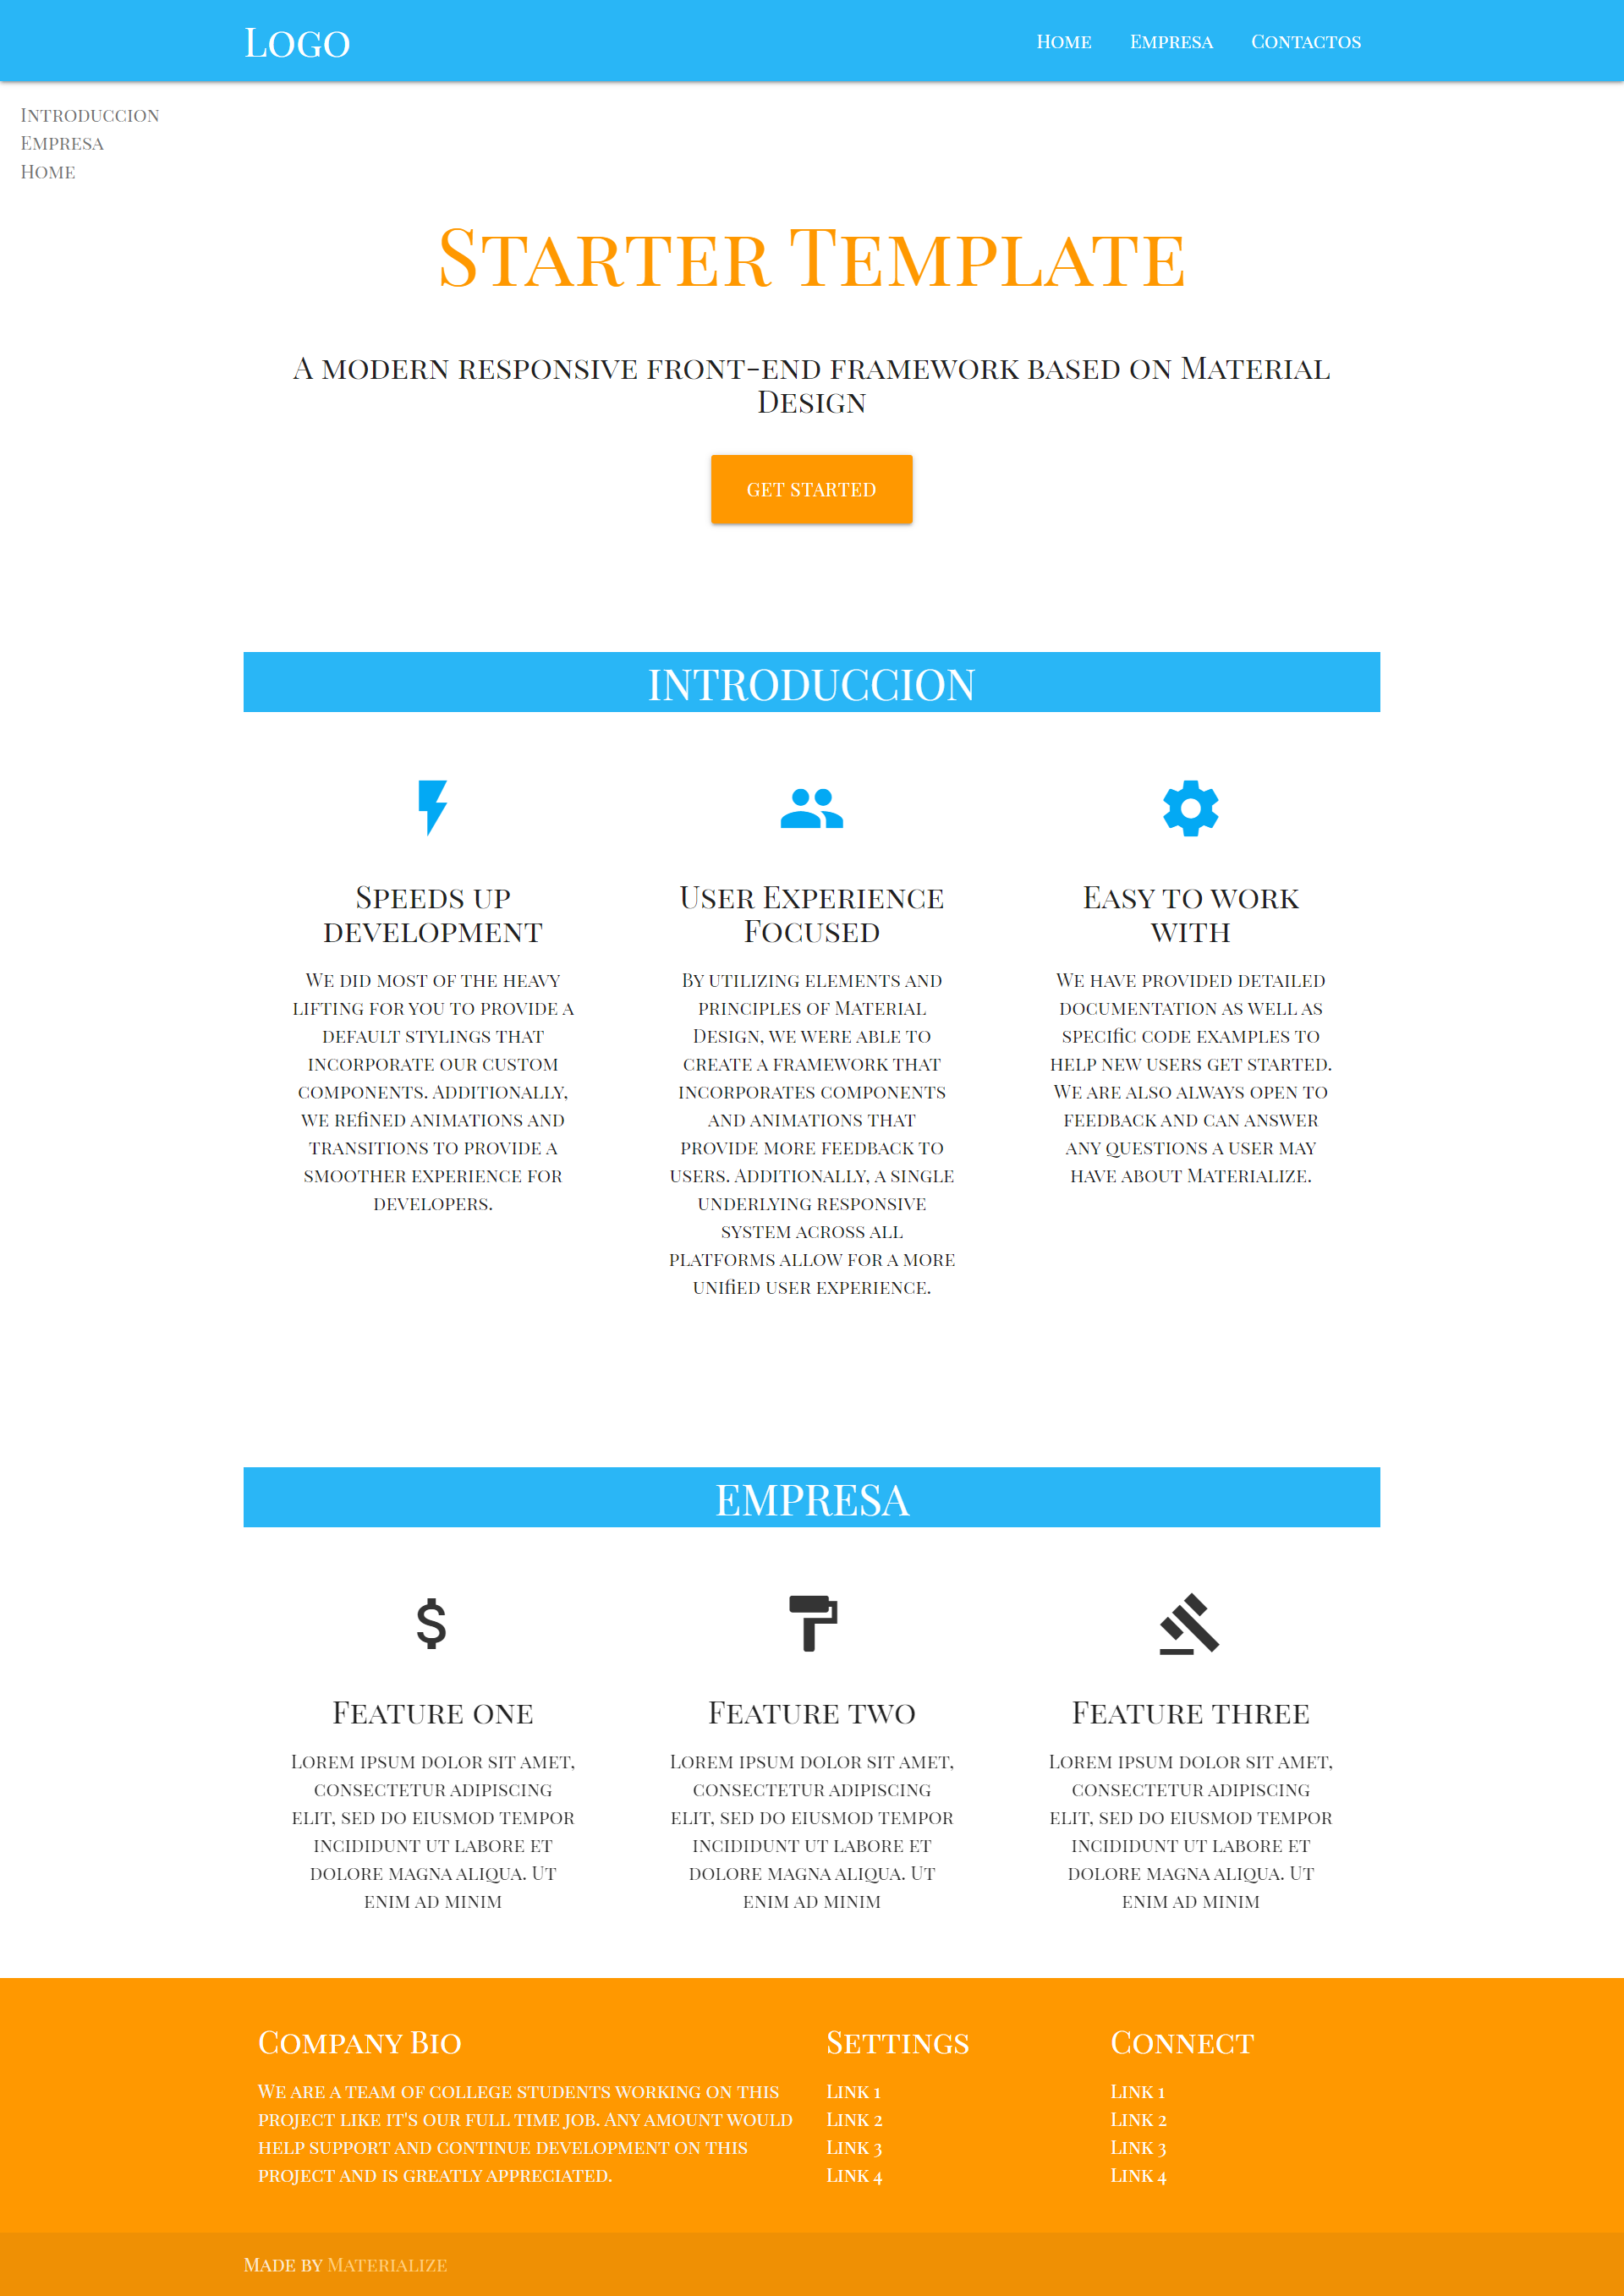 Logo
Home Empresa Contactos
Introduccion
Empresa
Home
Starter Template
A modern responsive front-end framework based on Material
Design
GET STARTED
INTRODUCCION
Speeds up
development
We did most of the heavy
lifting for you to provide a
default stylings that
incorporate our custom
components. Additionally,
we refined animations and
transitions to provide a
smoother experience for
developers.
User Experience
Focused
By utilizing elements and
principles of Material
Design, we were able to
create a framework that
incorporates components
and animations that
provide more feedback to
users. Additionally, a single
underlying responsive
system across all
platforms allow for a more
unified user experience.
Easy to work
with
We have provided detailed
documentation as well as
specific code examples to
help new users get started.
We are also always open to
feedback and can answer
any questions a user may
have about Materialize.
EMPRESA
Feature one
Lorem ipsum dolor sit amet,
consectetur adipiscing
elit, sed do eiusmod tempor
incididunt ut labore et
dolore magna aliqua. Ut
enim ad minim
Feature two
Lorem ipsum dolor sit amet,
consectetur adipiscing
elit, sed do eiusmod tempor
incididunt ut labore et
dolore magna aliqua. Ut
enim ad minim
Feature three
Lorem ipsum dolor sit amet,
consectetur adipiscing
elit, sed do eiusmod tempor
incididunt ut labore et
dolore magna aliqua. Ut
enim ad minim
Company Bio
We are a team of college students working on this
project like it's our full time job. Any amount would
help support and continue development on this
project and is greatly appreciated.
Settings
Link 1
Link 2
Link 3
Link 4
Connect
Link 1
Link 2
Link 3
Link 4
Made by Materialize